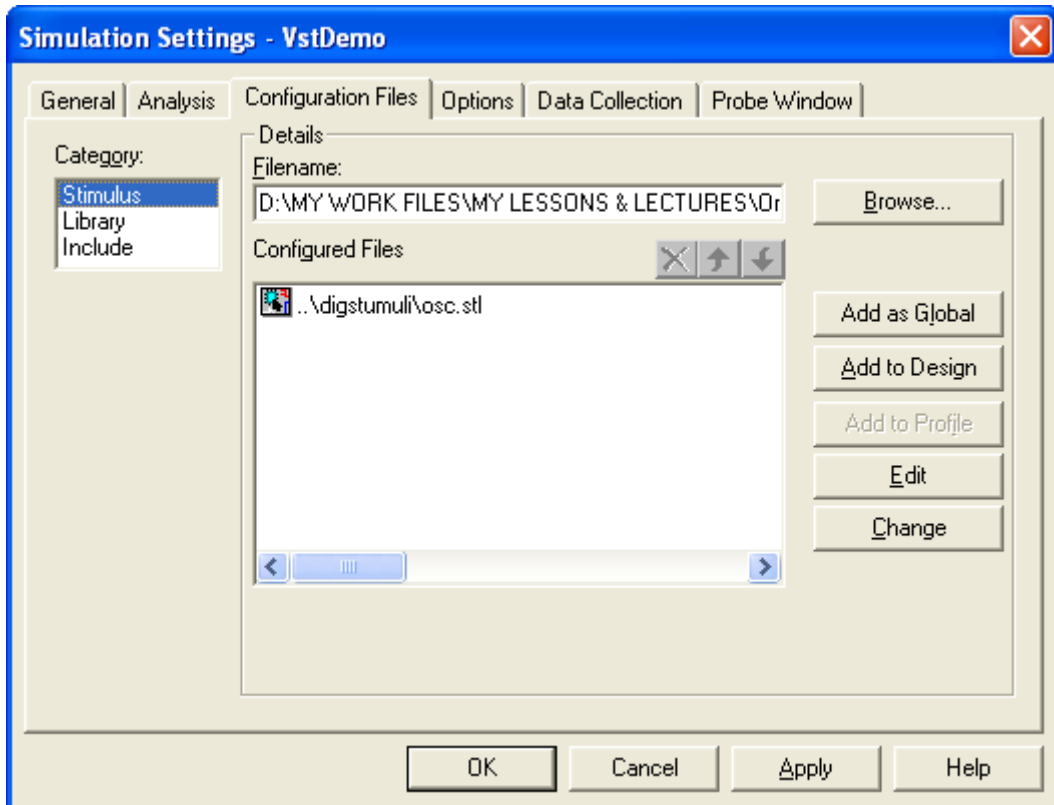 Simulation Settings - VstDemo
General Analysis Configuration Files Options Data Collection Probe Window
Category:
Stimulus
Library
Include
Details
Filename:
D:\MY WORK FILES\MY LESSONS & LECTURES\Or
Browse...
Configured Files
..\digstumuli\osc.stl
Add as Global
Add to Design
Add to Profile
Edit
Change
OK Cancel Apply Help